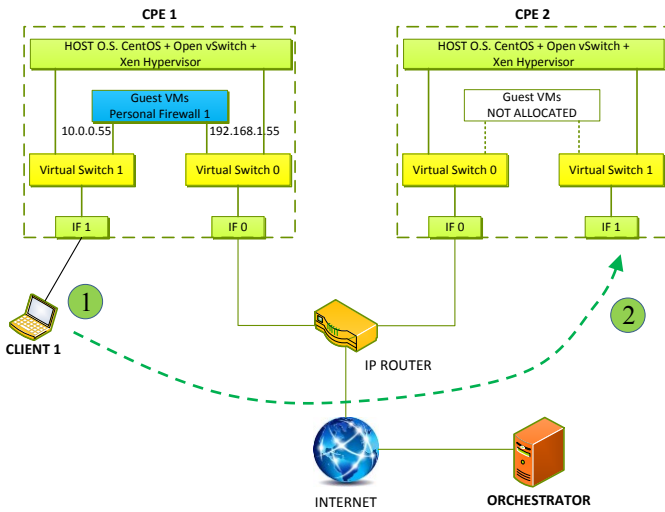 CPE 1
HOST O.S. CentOS + Open vSwitch +
Xen Hypervisor
Guest VMs
Personal Firewall 1
10.0.0.55
192.168.1.55
Virtual Switch 1
Virtual Switch 0
IF 1
IF 0
CPE 2
HOST O.S. CentOS + Open vSwitch +
Xen Hypervisor
Guest VMs
NOT ALLOCATED
Virtual Switch 0
Virtual Switch 1
IF 0
IF 1
1
2
CLIENT 1
IP ROUTER
INTERNET
ORCHESTRATOR